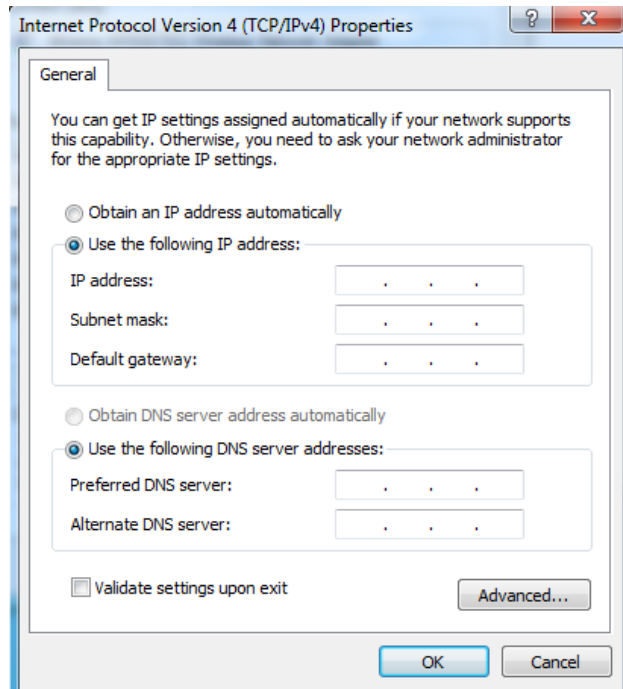 Internet Protocol Version 4 (TCP/IPv4) Properties
?
General
You can get IP settings assigned automatically if your network supports
this capability. Otherwise, you need to ask your network administrator
for the appropriate IP settings.
Obtain an IP address automatically
Use the following IP address:
IP address: . . .
Subnet mask: . . .
Default gateway: . . .
Obtain DNS server address automatically
Use the following DNS server addresses:
Preferred DNS server: . . .
Alternate DNS server: . . .
Validate settings upon exit
Advanced...
OK Cancel